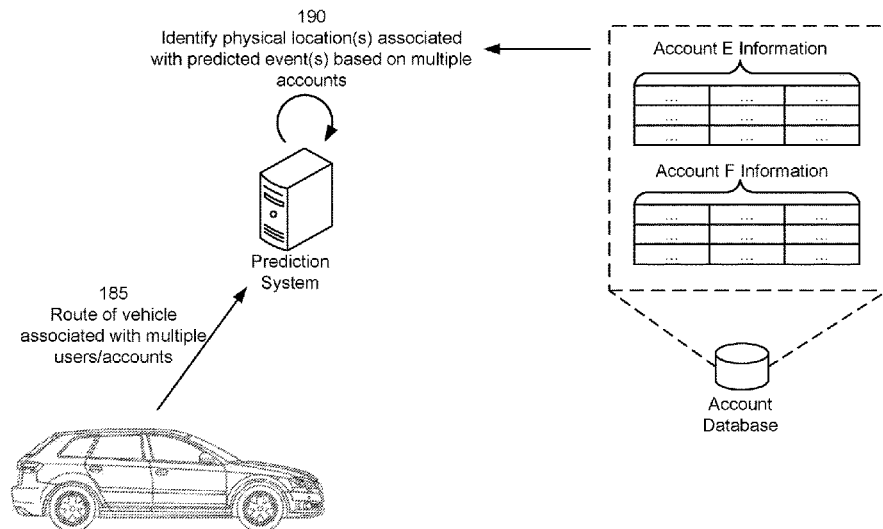 190
Identify physical location(s) associated
with predicted event(s) based on multiple
accounts
Account E Information
... ... ...
... ... ...
... ... ...
Account F Information
... ... ...
... ... ...
... ... ...
Prediction
System
185
Route of vehicle
associated with multiple
users/accounts
Account
Database